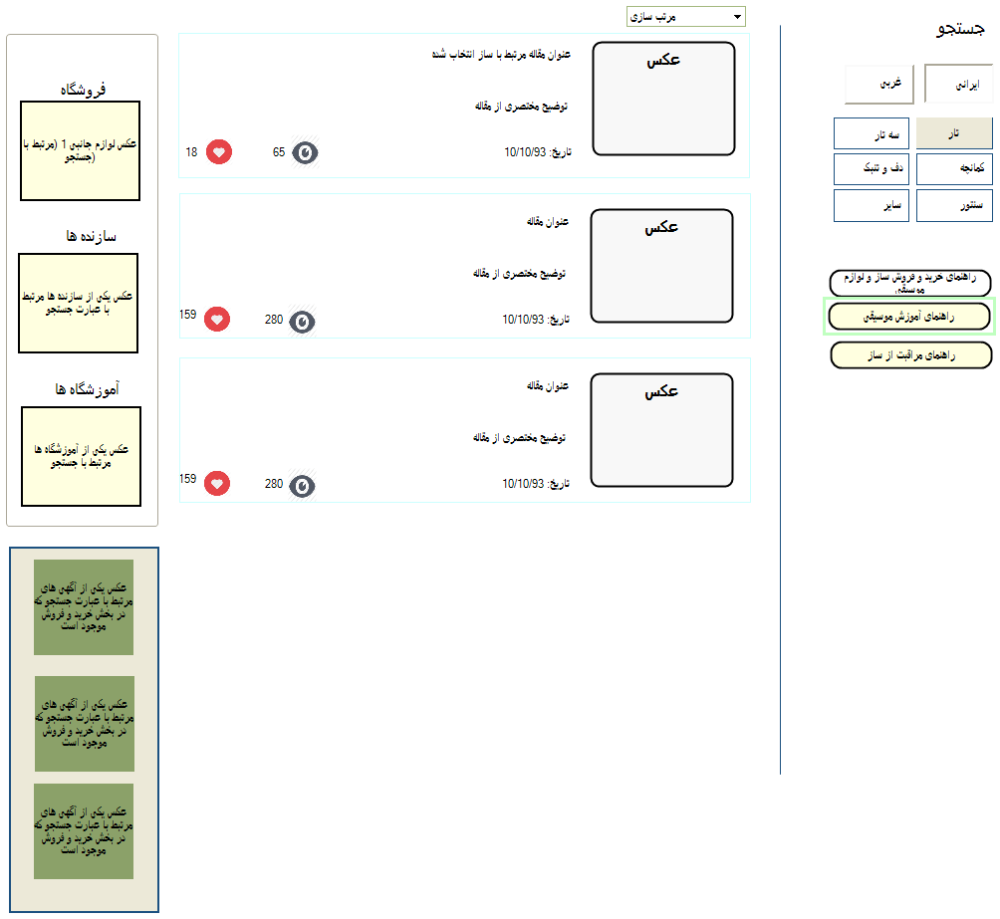 جستجو
ایرانی
غربی
تار
سه تار
کمانچه
دف و تنبک
سنتور
سایر
راهنمای خرید و فروش ساز و لوازم
موسیقی
راهنمای آموزش موسیقی
راهنمای مراقبت از ساز
مرتب سازی
عکس
عنوان مقاله مرتبط با ساز انتخاب شده
توضیح مختصری از مقاله
تاریخ: 10/10/93
65
18
عکس
عنوان مقاله
توضیح مختصری از مقاله
تاریخ: 10/10/93
280
159
عکس
عنوان مقاله
توضیح مختصری از مقاله
تاریخ: 10/10/93
280
159
فروشگاه
عکس لوازم جانبی 1 (مرتبط با
(جستجو
سازنده ها
عکس یکی از سازنده ها مرتبط
با عبارت جستجو
آموزشگاه ها
عکس یکی از آموزشگاه ها
مرتبط با جستجو
عکس یکی از آگهی های
مرتبط با عبارت جستجو که
در بخش خرید و فروش
موجود است
عکس یکی از آگهی های
مرتبط با عبارت جستجو که
در بخش خرید و فروش
موجود است
عکس یکی از آگهی های
مرتبط با عبارت جستجو که
در بخش خرید و فروش
موجود است